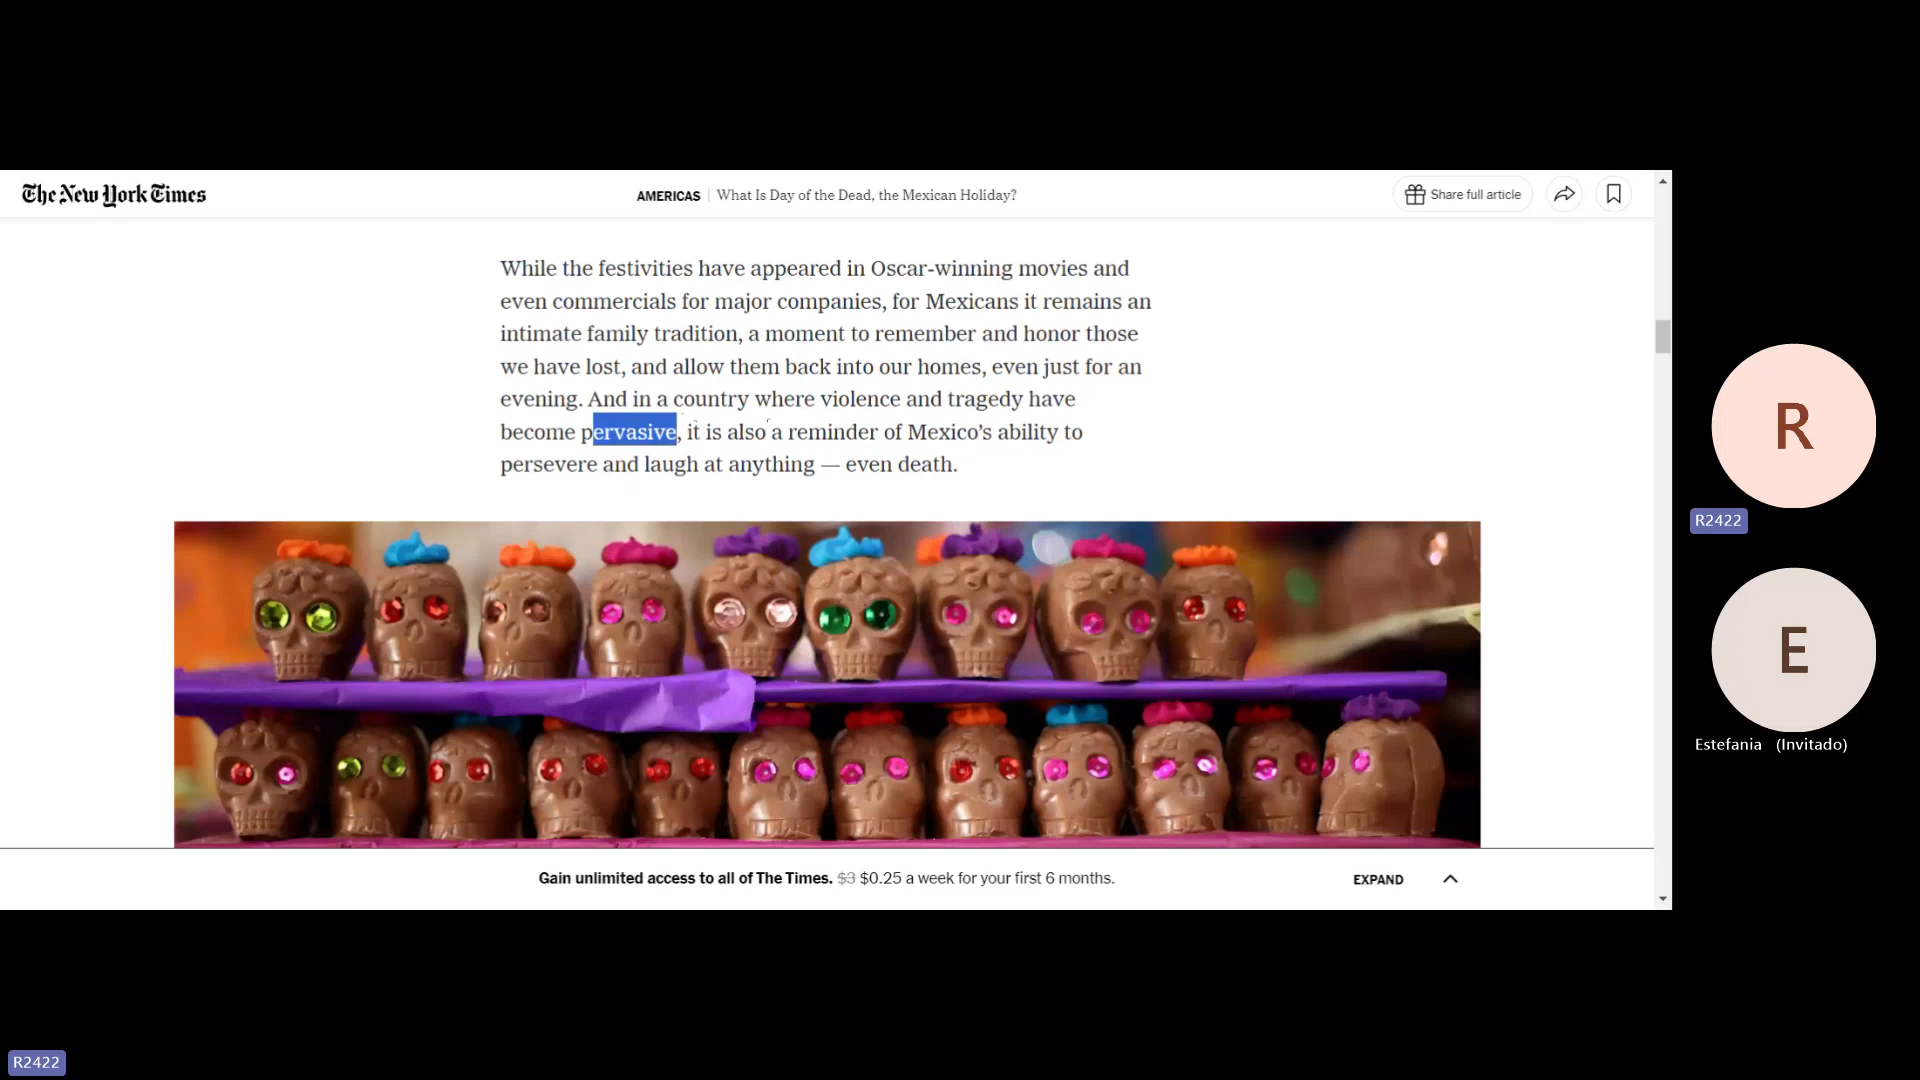 The New York Times
AMERICAS | What Is Day of the Dead, the Mexican Holiday?
Share full article
While the festivities have appeared in Oscar-winning movies and
even commercials for major companies, for Mexicans it remains an
intimate family tradition, a moment to remember and honor those
we have lost, and allow them back into our homes, even just for an
evening. And in a country where violence and tragedy have
become pervasive, it is also a reminder of Mexico’s ability to
persevere and laugh at anything — even death.
Gain unlimited access to all of The Times. $3 $0.25 a week for your first 6 months.
EXPAND
R
R2422
E
Estefania (Invitado)
R2422